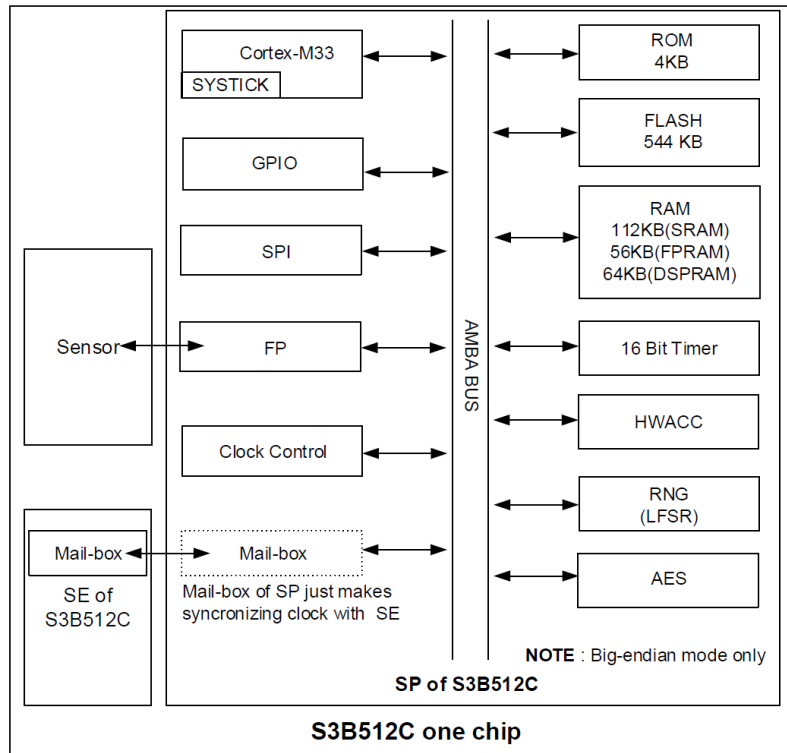 Cortex-M33
SYSTICK
GPIO
SPI
Sensor
FP
Clock Control
Mail-box
SE of
S3B512C
Mail-box
Mail-box of SP just makes
syncronizing clock with SE
AMBA BUS
ROM
4KB
FLASH
544 KB
RAM
112KB(SRAM)
56KB(FPRAM)
64KB(DSPRAM)
16 Bit Timer
HWACC
RNG
(LFSR)
AES
NOTE : Big-endian mode only
SP of S3B512C
S3B512C one chip